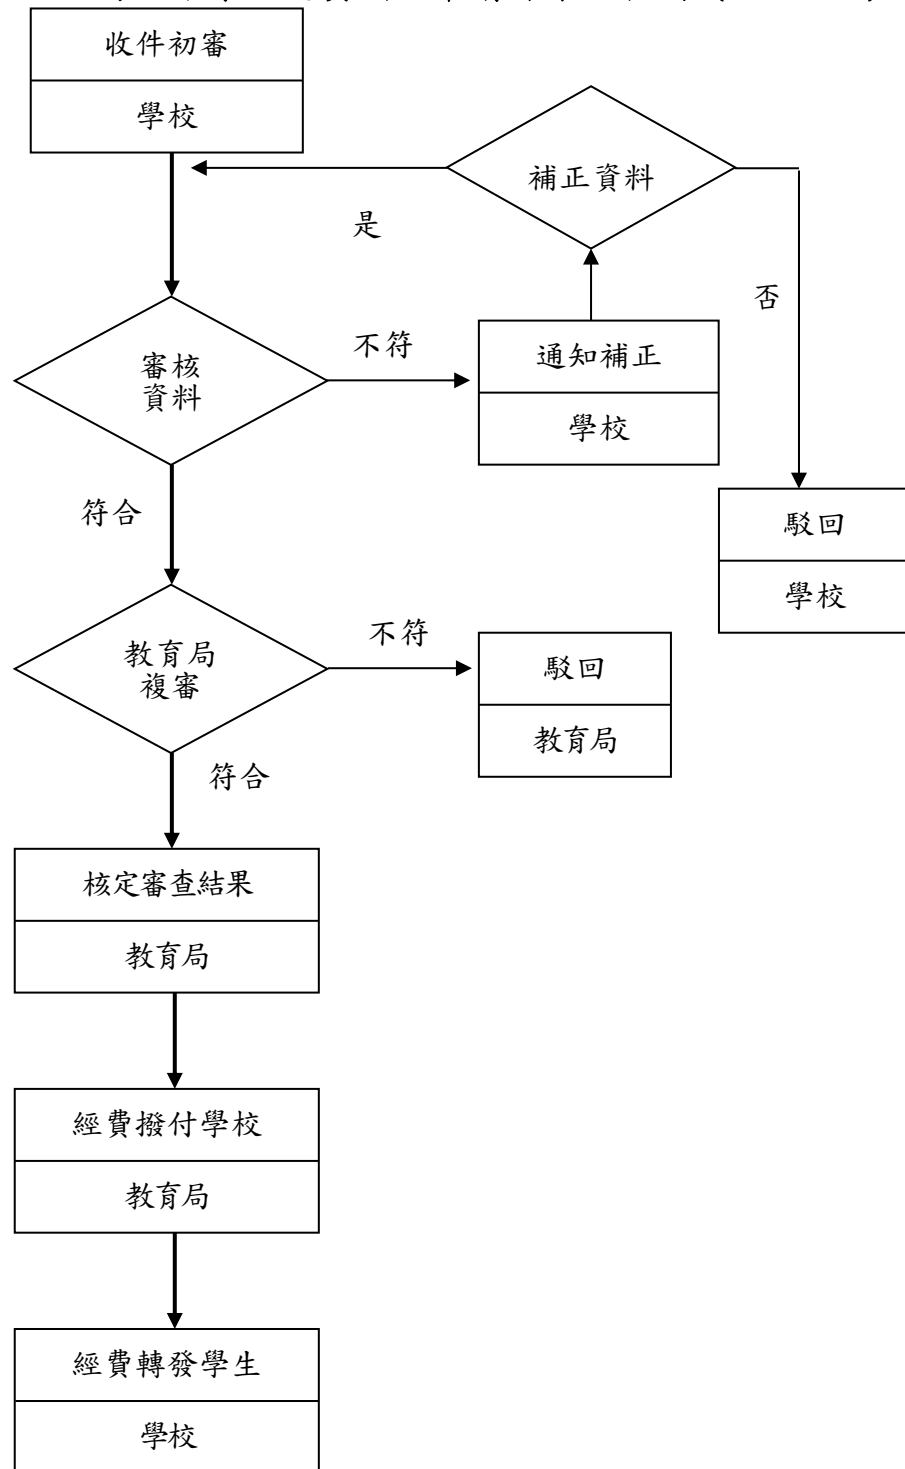 收件初審
學校
補正資料
是
否
審核
資料
不符
通知補正
學校
符合
駁回
學校
教育局
複審
不符
駁回
教育局
符合
核定審查結果
教育局
經費撥付學校
教育局
經費轉發學生
學校